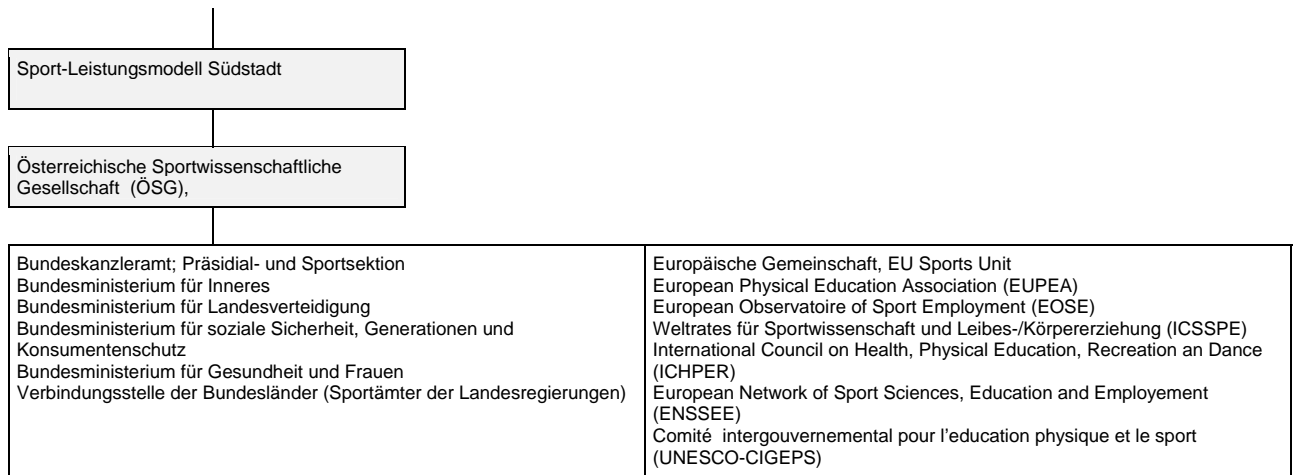 Sport-Leistungsmodell Südstadt
Österreichische Sportwissenschaftliche
Gesellschaft  (ÖSG),
Bundeskanzleramt; Präsidial- und Sportsektion
Bundesministerium für Inneres
Bundesministerium für Landesverteidigung
Bundesministerium für soziale Sicherheit, Generationen und
Konsumentenschutz
Bundesministerium für Gesundheit und Frauen
Verbindungsstelle der Bundesländer (Sportämter der Landesregierungen)
Europäische Gemeinschaft, EU Sports Unit
European Physical Education Association (EUPEA)
European Observatoire of Sport Employment (EOSE)
Weltrates für Sportwissenschaft und Leibes-/Körpererziehung (ICSSPE)
International Council on Health, Physical Education, Recreation an Dance
(ICHPER)
European Network of Sport Sciences, Education and Employement
(ENSSEE)
Comité  intergouvernemental pour l'education physique et le sport
(UNESCO-CIGEPS)